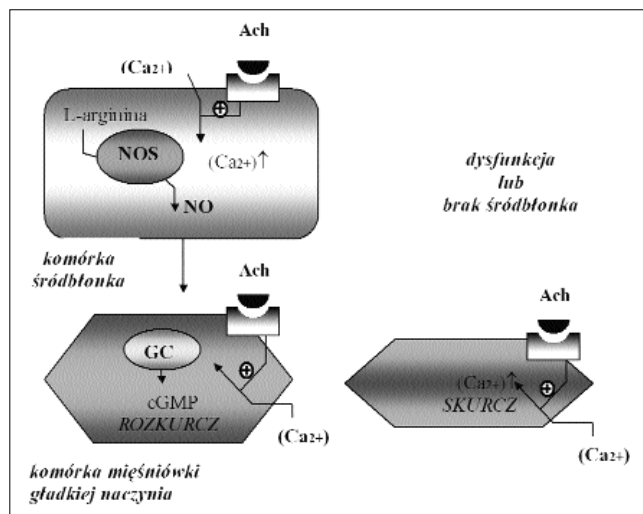 Ach
(Ca2+)
L-arginina
NOS
(Ca2+)↑
NO
dysfunkcja
lub
brak śródbłonka
komórka
śródbłonka
Ach
GC
cGMP
ROZKURCZ
(Ca2+)
Ach
(Ca2+)↑
SKURCZ
(Ca2+)
komórka mięśniówki
gładkiej naczynia